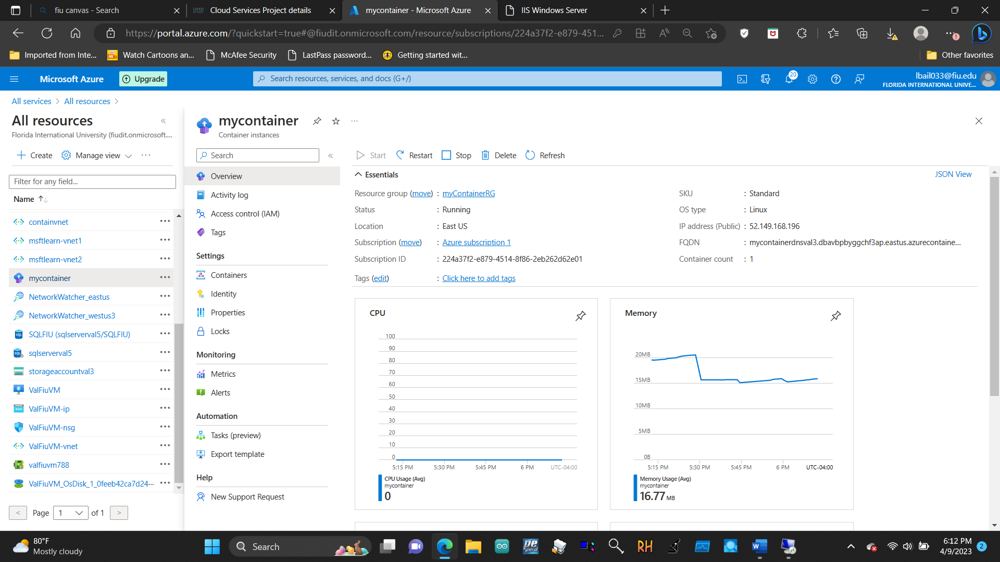 fiu canvas - Search
FIU Cloud Services Project details
mycontainer - Microsoft Azure
IIS Windows Server
https://portal.azure.com/?quickstart=true#@fiudit.onmicrosoft.com/resource/subscriptions/224a37f2-e879-451...
Imported from Inte...
Watch Cartoons an...
McAfee Security
LastPass password...
Getting started wit...
Other favorites
Microsoft Azure
Upgrade
Search resources, services, and docs (G+/)
20
lbail033@fiu.edu
FLORIDA INTERNATIONAL UNIVE...
All services > All resources >
All resources
Florida International University (fiudit.onmicrosoft....
Create
Manage view
Filter for any field...
Name
containvnet
msftlearn-vnet1
msftlearn-vnet2
mycontainer
NetworkWatcher_eastus
NetworkWatcher_westus3
SQLFIU (sqlserverval5/SQLFIU)
sqlserverval5
storageaccountval3
ValFiuVM
ValFiuVM-ip
ValFiuVM-nsg
ValFiuVM-vnet
valfiuvm788
ValFiuVM_OsDisk_1_0feeb42ca7d24...
< Page 1 of 1 >
mycontainer
Container instances
Search
Overview
Activity log
Access control (IAM)
Tags
Settings
Containers
Identity
Properties
Locks
Monitoring
Metrics
Alerts
Automation
Tasks (preview)
Export template
Help
New Support Request
Start
Restart
Stop
Delete
Refresh
Essentials
JSON View
Resource group (move) : myContainerRG
Status : Running
Location : East US
Subscription (move) : Azure subscription 1
Subscription ID : 224a37f2-e879-4514-8f86-2eb262d62e01
Tags (edit) : Click here to add tags
SKU : Standard
OS type : Linux
IP address (Public) : 52.149.168.196
FQDN : mycontainerdnsval3.dbavbpbyggchf3ap.eastus.azurecontaine...
Container count : 1
CPU
100
90
80
70
60
50
40
30
20
10
0
5:15 PM 5:30 PM 5:45 PM 6 PM UTC-04:00
CPU Usage (Avg)
mycontainer
0
Memory
20MB
15MB
10MB
5MB
0B
5:15 PM 5:30 PM 5:45 PM 6 PM UTC-04:00
Memory Usage (Avg)
mycontainer
16.77 MB
80°F
Mostly cloudy
Search
RH
6:12 PM
4/9/2023
2